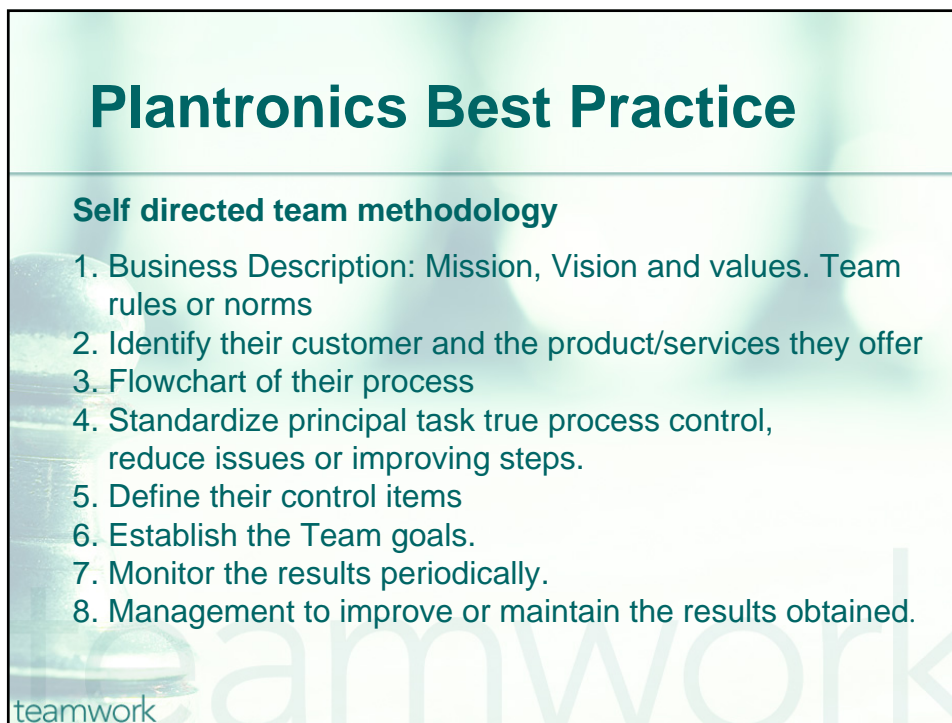 Plantronics Best Practice
Self directed team methodology
1. Business Description: Mission, Vision and values. Team
rules or norms
2. Identify their customer and the product/services they offer
3. Flowchart of their process
4. Standardize principal task true process control,
reduce issues or improving steps.
5. Define their control items
6. Establish the Team goals.
7. Monitor the results periodically.
8. Management to improve or maintain the results obtained.
teamwork
teamwork